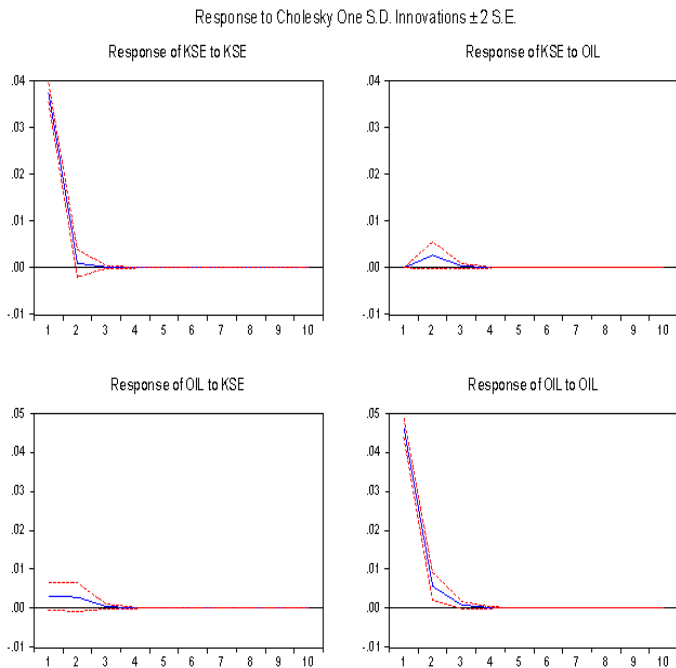 Response to Cholesky One S.D. Innovations ± 2 S.E.
Response of KSE to KSE
.04
.03
.02
.01
.00
-.01
1 2 3 4 5 6 7 8 9 10
Response of KSE to OIL
.04
.03
.02
.01
.00
-.01
1 2 3 4 5 6 7 8 9 10
Response of OIL to KSE
.05
.04
.03
.02
.01
.00
-.01
1 2 3 4 5 6 7 8 9 10
Response of OIL to OIL
.05
.04
.03
.02
.01
.00
-.01
1 2 3 4 5 6 7 8 9 10